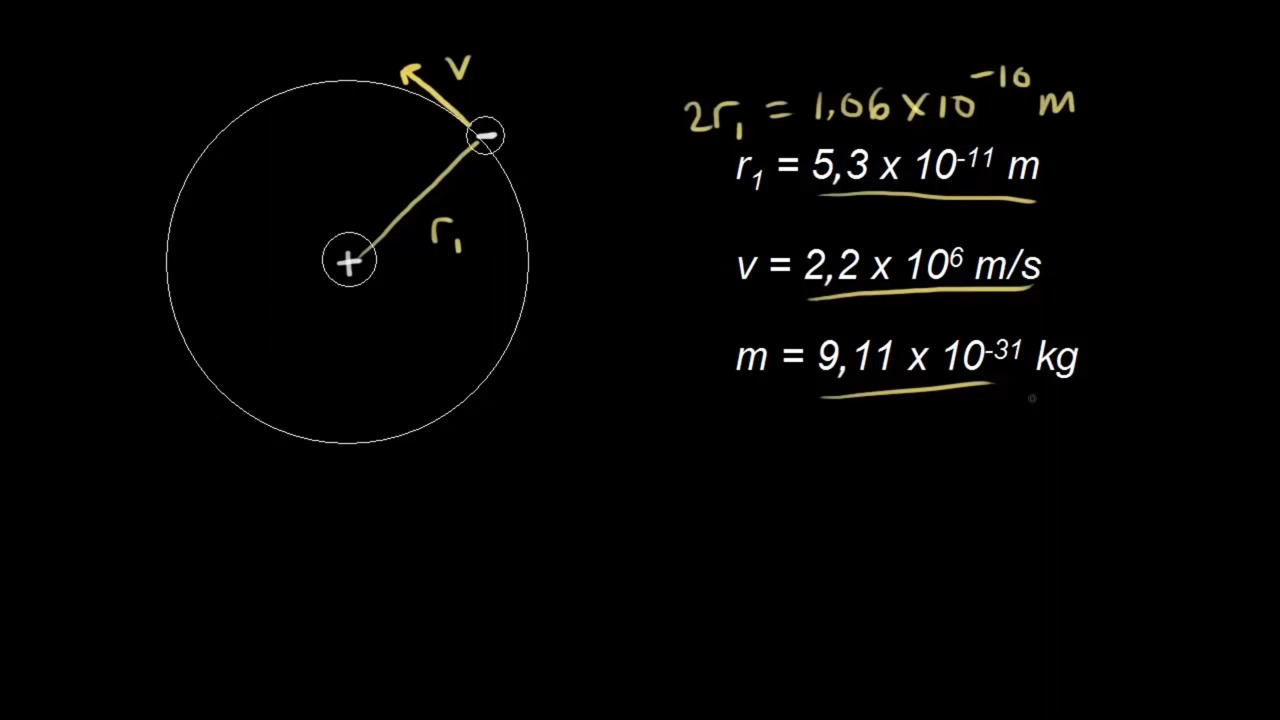 v
-
r₁
+
2r₁ = 1,06 x 10⁻¹⁰ m
r₁ = 5,3 x 10⁻¹¹ m
v = 2,2 x 10⁶ m/s
m = 9,11 x 10⁻³¹ kg